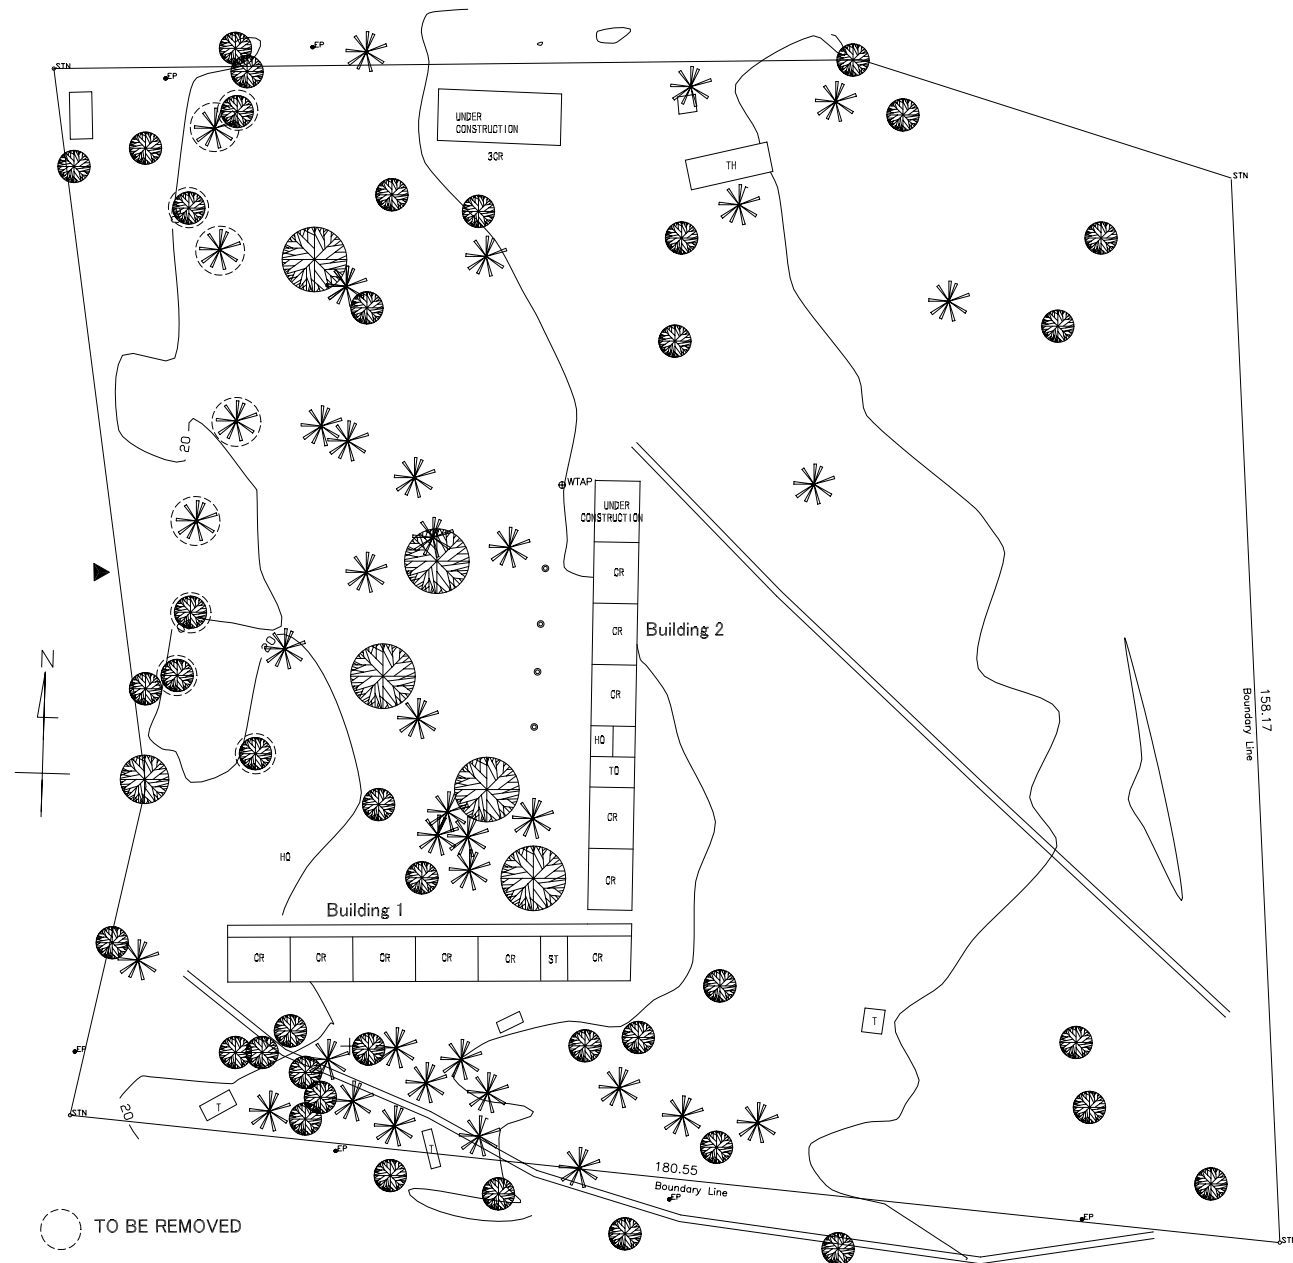 EP
STN
EP
UNDER
CONSTRUCTION
3CR
TH
STN
20
WTAP
UNDER
CONSTRUCTION
CR
CR
Building 2
20
N
CR
158.17
Boundary Line
HQ
TO
CR
HQ
CR
Building 1
CR
CR
CR
CR
CR
ST
CR
T
EP
T
20
STN
T
EP
180.55
Boundary Line
EP
EP
TO BE REMOVED